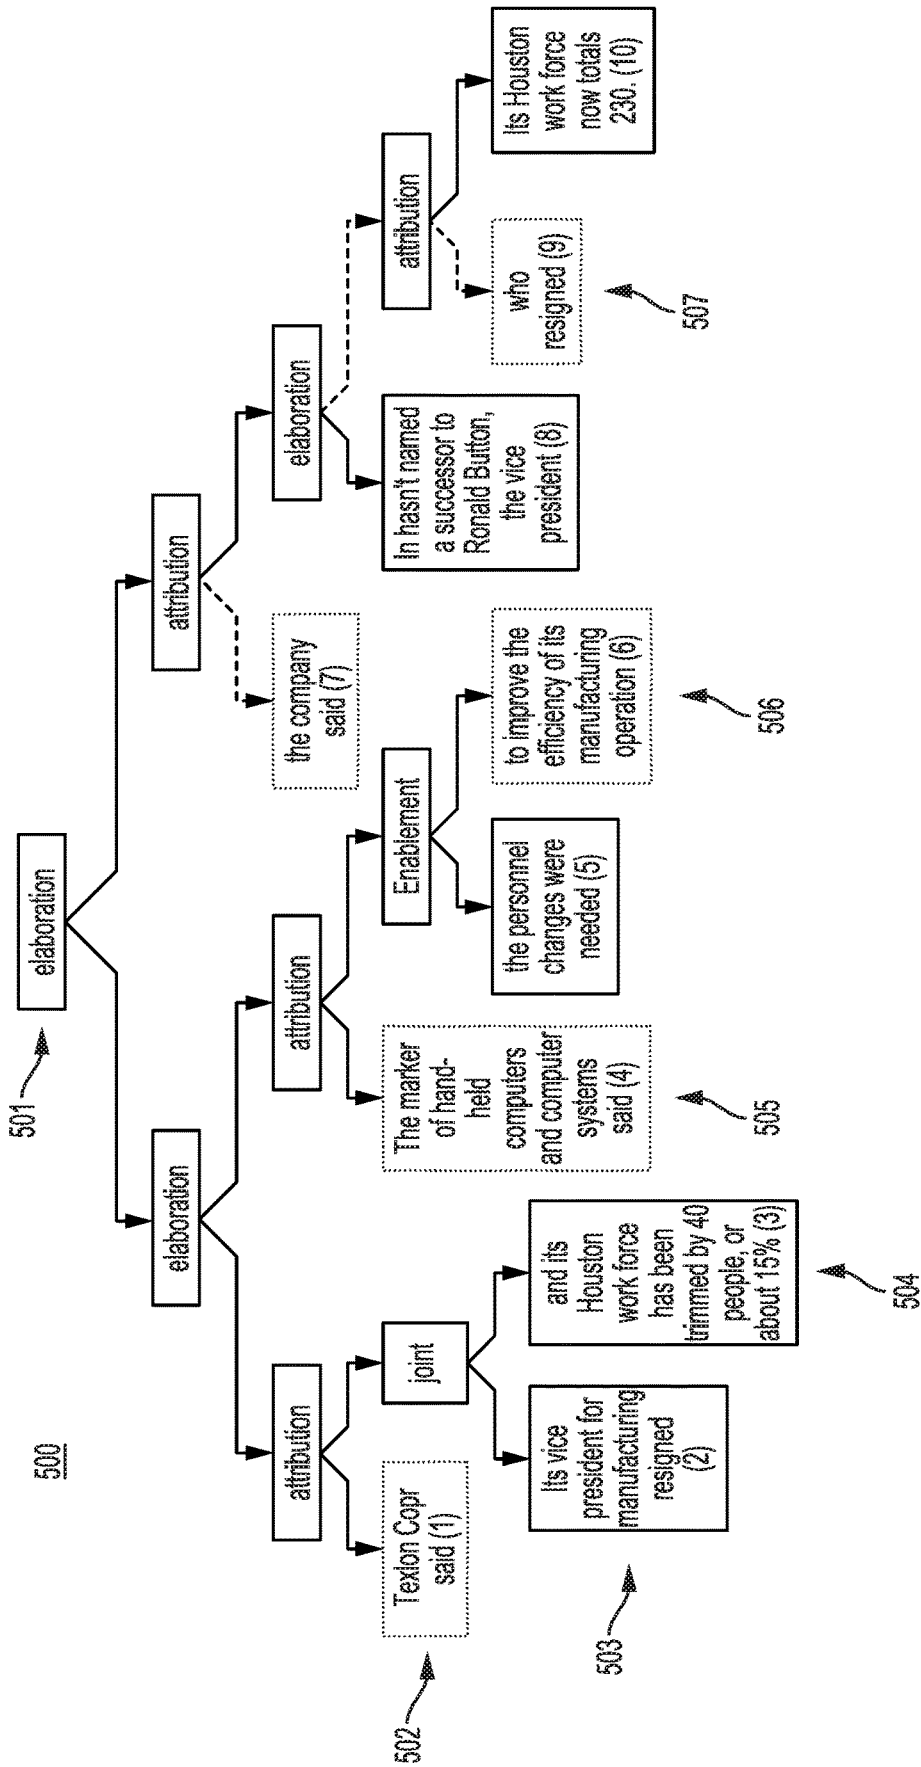 500
501
elaboration
elaboration
attribution
attribution
attribution
the company
said (7)
elaboration
Texlon Copr
said (1)
joint
The marker
of hand-
held
computers
and computer
systems
said (4)
Enablement
In hasn't named
a successor to
Ronald Button,
the vice
president (8)
attribution
502
Its vice
president for
manufacturing
resigned
(2)
and its
Houston
work force
has been
trimmed by 40
people, or
about 15% (3)
the personnel
changes were
needed (5)
to improve the
efficiency of its
manufacturing
operation (6)
who
resigned (9)
Its Houston
work force
now totals
230. (10)
503
504
505
506
507